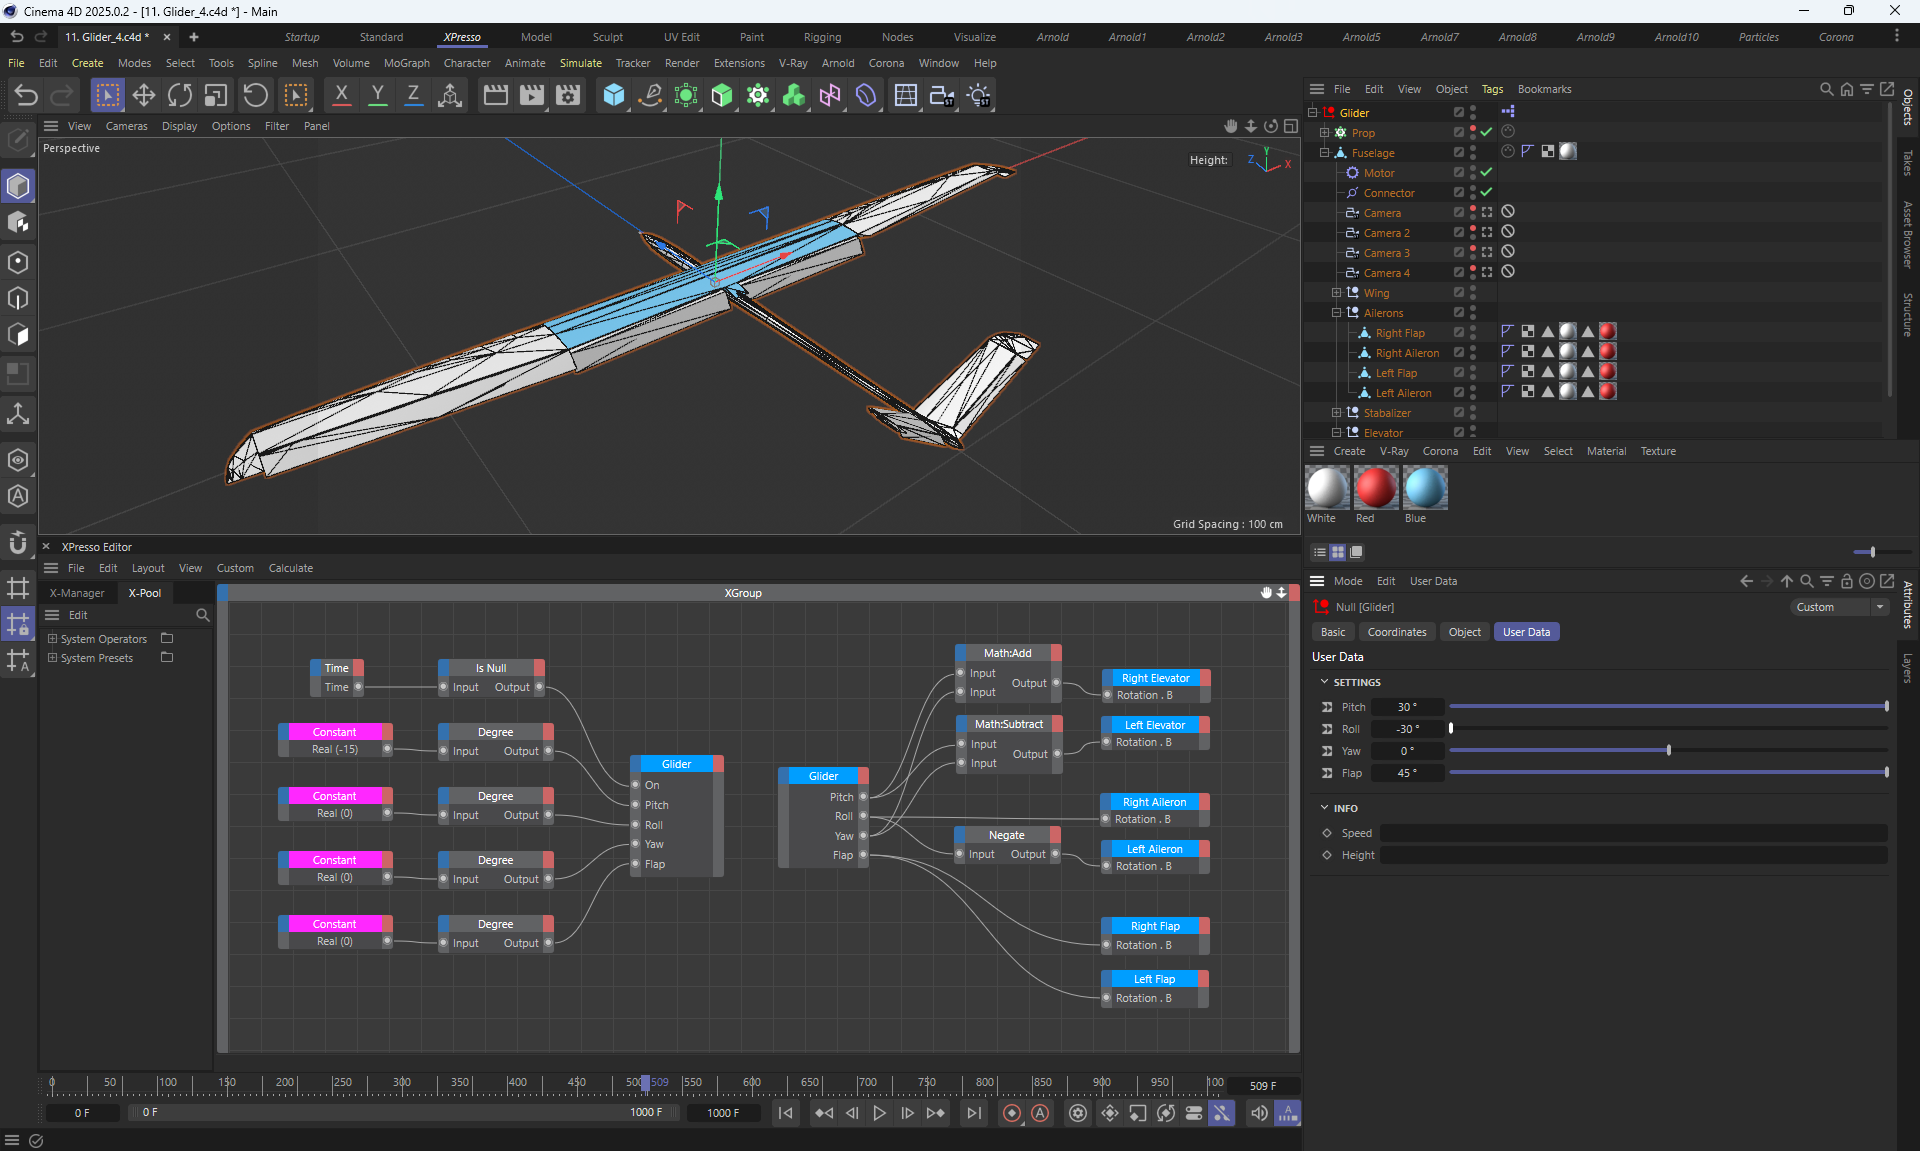 Cinema 4D 2025.0.2 - [11. Glider_4.c4d *] - Main
11. Glider_4.c4d *
Startup Standard XPresso Model Sculpt UV Edit Paint Rigging Nodes Visualize Arnold Arnold1 Arnold2 Arnold3 Arnold5 Arnold7 Arnold8 Arnold9 Arnold10 Particles Corona
File Edit Create Modes Select Tools Spline Mesh Volume MoGraph Character Animate Simulate Tracker Render Extensions V-Ray Arnold Corona Window Help
X Y Z
ST ST
View Cameras Display Options Filter Panel
Perspective
Height:
Y
Z X
Grid Spacing : 100 cm
File Edit View Object Tags Bookmarks
Glider
Prop
Fuselage
Motor
Connector
Camera
Camera 2
Camera 3
Camera 4
Wing
Ailerons
Right Flap
Right Aileron
Left Flap
Left Aileron
Stabalizer
Elevator
Objects
Takes
Asset Browser
Structure
Create V-Ray Corona Edit View Select Material Texture
White Red Blue
XPresso Editor
File Edit Layout View Custom Calculate
X-Manager X-Pool
Edit
System Operators
System Presets
XGroup
Time
Time
Is Null
Input Output
Constant
Real (-15)
Degree
Input Output
Constant
Real (0)
Degree
Input Output
Constant
Real (0)
Degree
Input Output
Constant
Real (0)
Degree
Input Output
Glider
On
Pitch
Roll
Yaw
Flap
Glider
Pitch
Roll
Yaw
Flap
Math:Add
Input
Output
Input
Math:Subtract
Input
Output
Input
Negate
Input Output
Right Elevator
Rotation . B
Left Elevator
Rotation . B
Right Aileron
Rotation . B
Left Aileron
Rotation . B
Right Flap
Rotation . B
Left Flap
Rotation . B
Mode Edit User Data
Null [Glider]
Custom
Basic Coordinates Object User Data
User Data
SETTINGS
Pitch 30 °
Roll -30 °
Yaw 0 °
Flap 45 °
INFO
Speed
Height
Attributes
Layers
0 50 100 150 200 250 300 350 400 450 500 509 550 600 650 700 750 800 850 900 950 100
509 F
0 F 0 F 1000 F 1000 F